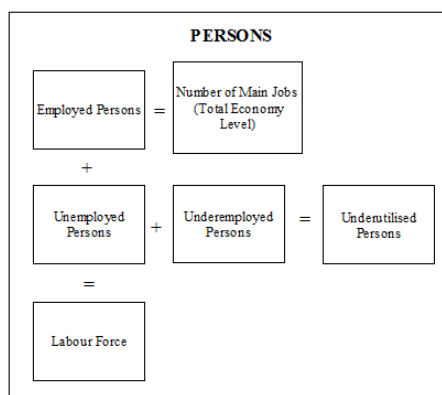 PERSONS
Employed Persons
=
Number of Main Jobs
(Total Economy
Level)
+
Unemployed
Persons
+
Underemployed
Persons
=
Underutilised
Persons
=
Labour Force